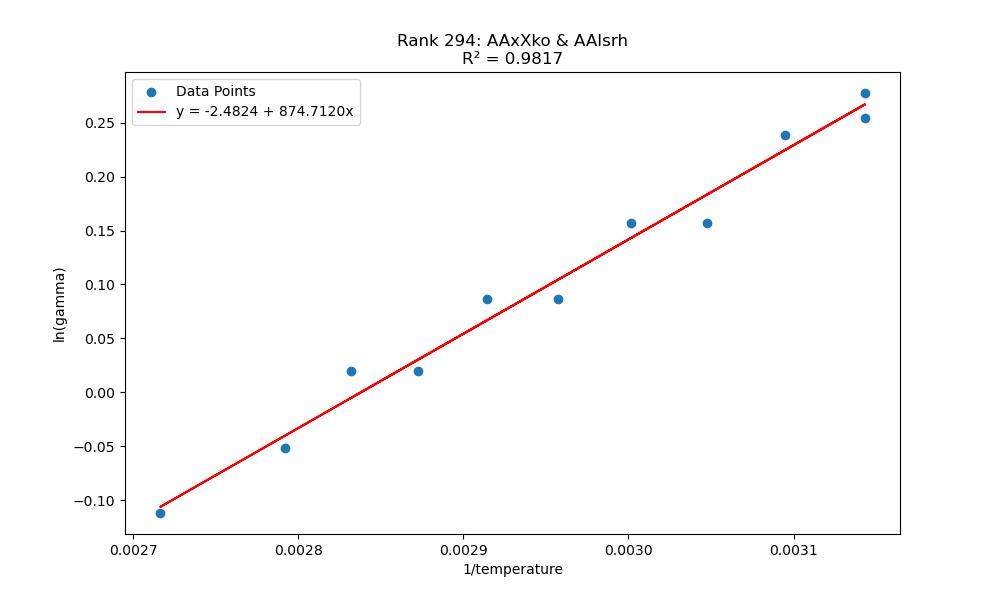 Rank 294: AAxXko & AAlsrh
R² = 0.9817
Data Points
y = -2.4824 + 874.7120x
ln(gamma)
0.25
0.20
0.15
0.10
0.05
0.00
−0.05
−0.10
0.0027 0.0028 0.0029 0.0030 0.0031
1/temperature